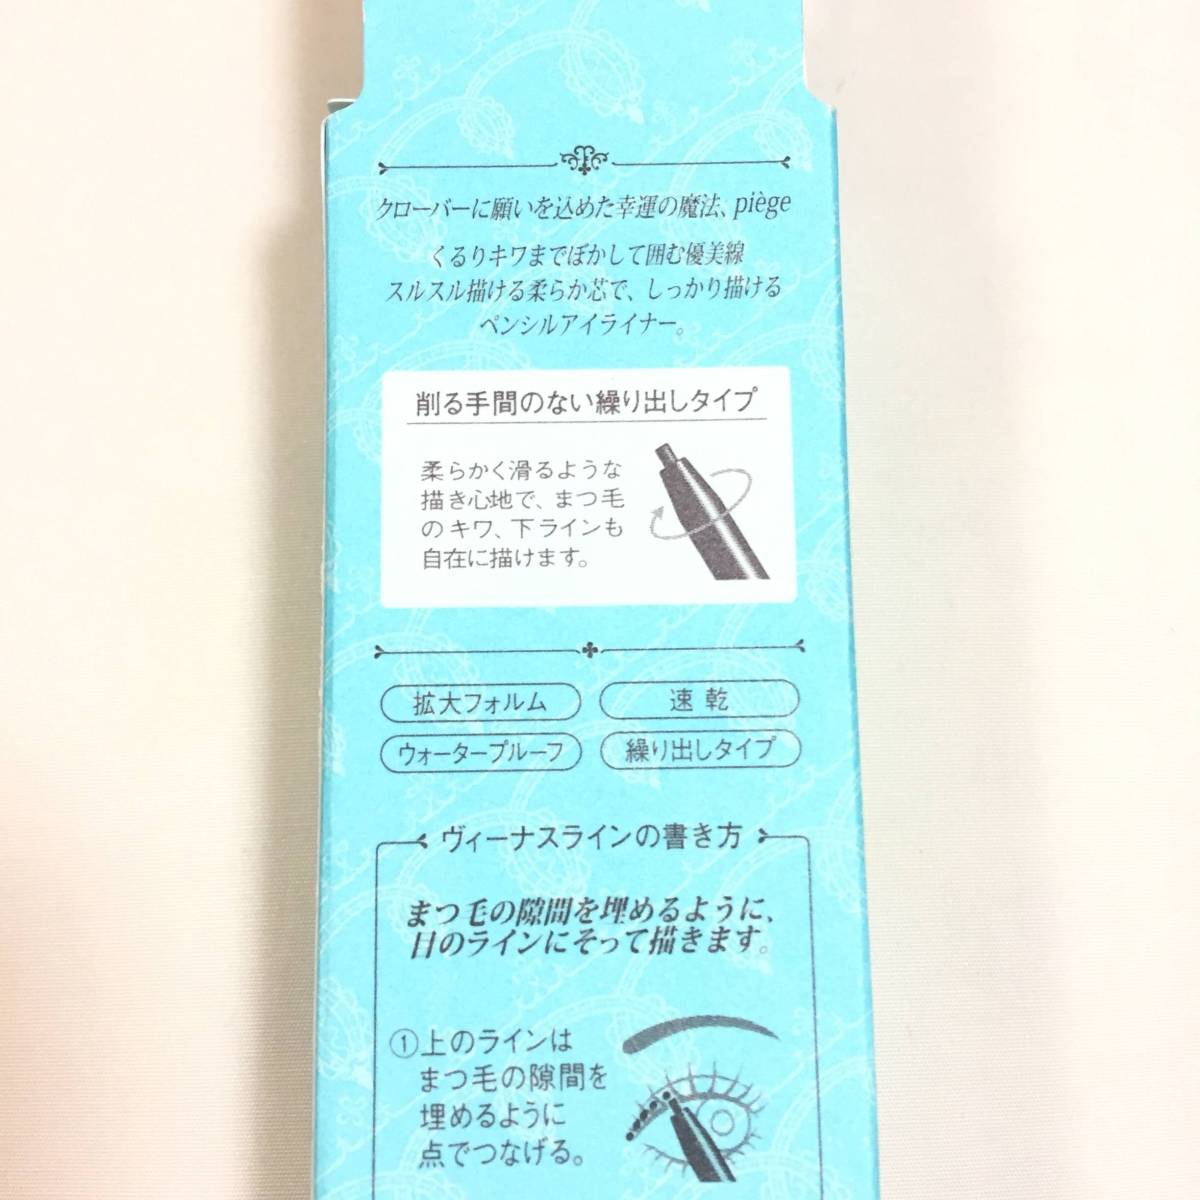 クローバーに願いを込めた幸運の魔法、piège
くるりキワまでぼかして囲む優美線
スルスル描ける柔らか芯で、しっかり描ける
ペンシルアイライナー。
削る手間のない繰り出しタイプ
柔らかく滑るような
描き心地で、まつ毛
のキワ、下ラインも
自在に描けます。
拡大フォルム
速乾
ウォータープルーフ
繰り出しタイプ
ヴィーナスラインの書き方
まつ毛の隙間を埋めるように、
目のラインにそって描きます。
①上のラインは
まつ毛の隙間を
埋めるように
点でつなげる。